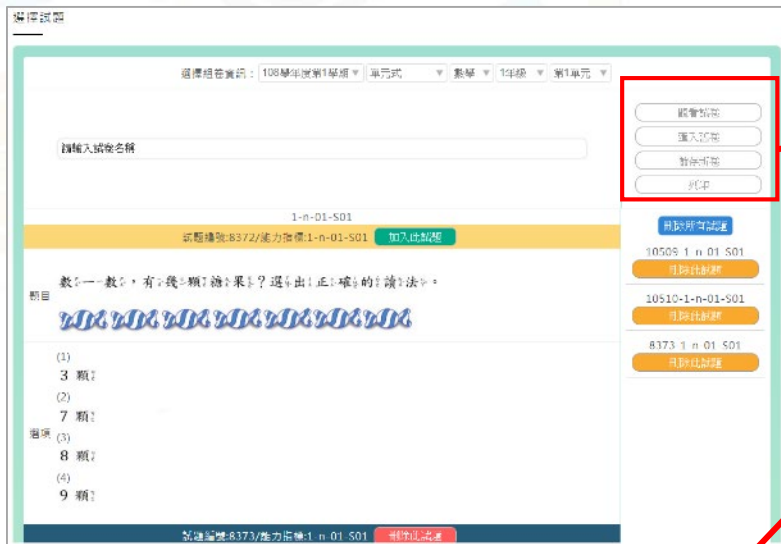 選擇試題
選擇組卷資訊：108學年度第1學期 單元式 數學 1年級 第1單元
請輸入試卷名稱
觀看試卷
匯入試卷
暫存試卷
列印
1-n-01-S01
試題編號:8372/能力指標:1-n-01-S01 加入此試題
刪除所有試題
10509-1-n-01-S01
刪除此試題
10510-1-n-01-S01
刪除此試題
8373-1-n-01-S01
刪除此試題
題目
數一數，有幾顆糖果？選出正確的讀法。
選項
(1)
3 顆
(2)
7 顆
(3)
8 顆
(4)
9 顆
試題編號:8373/能力指標:1-n-01-S01 刪除此試題